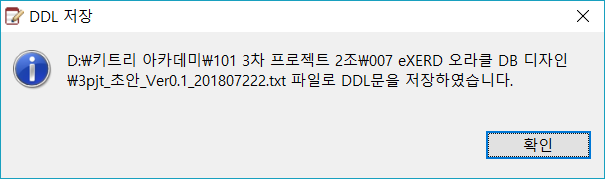 DDL 저장
D:₩키트리 아카데미₩101 3차 프로젝트 2조₩007 eXERD 오라클 DB 디자인
₩3pjt_초안_Ver0.1_201807222.txt 파일로 DDL문을 저장하였습니다.
확인